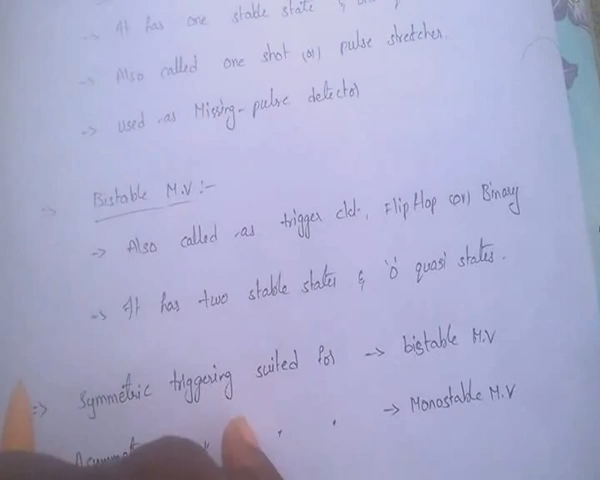 -> It has one stable state &
-> Also called one shot (or) pulse stretcher.
-> used as Missing-pulse detector
=> Bistable M.V :-
-> Also called as trigger ckt, Flip Flop (or) Binary
-> It has two stable states & 'o' quasi states.
=> Symmetric triggering suited for -> bistable M.V
-> Monostable M.V